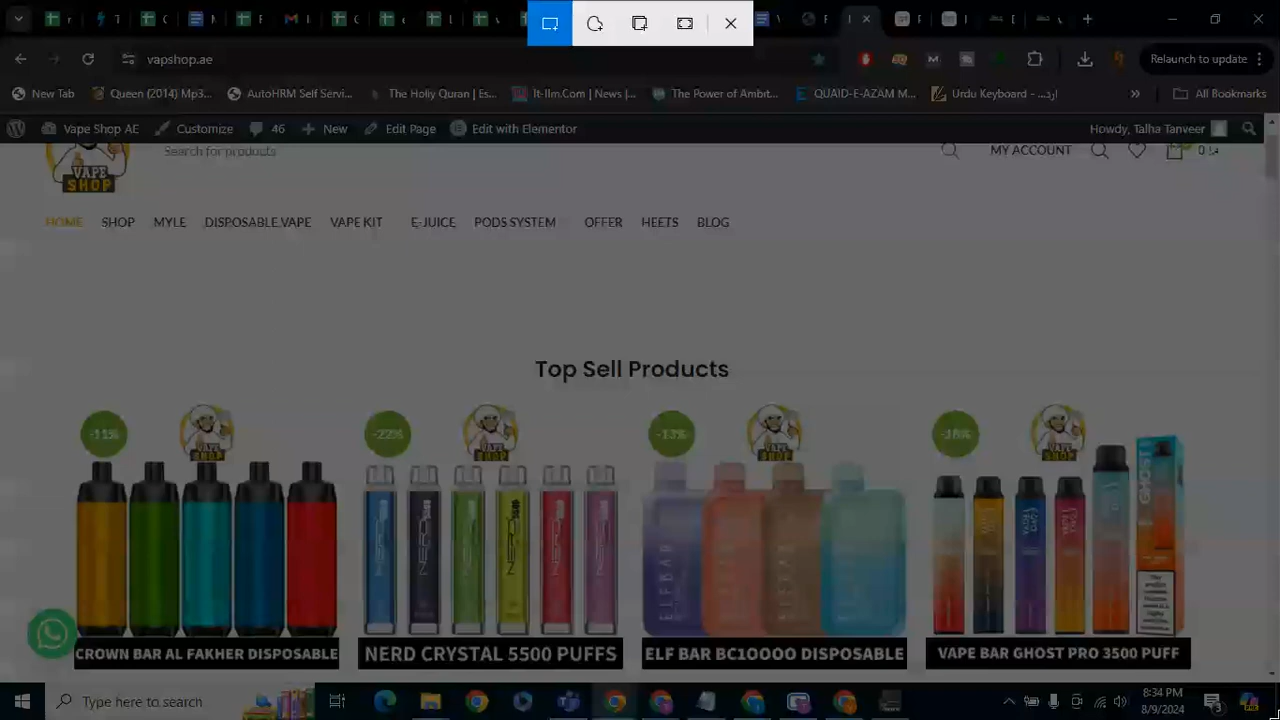 vapshop.ae
Relaunch to update
New Tab
Queen (2014) Mp3...
AutoHRM Self Servi...
The Holly Quran | Es...
It-Ilm.Com | News |...
The Power of Ambit...
QUAID-E-AZAM M...
Urdu Keyboard - ...ارد
» All Bookmarks
Vape Shop AE
Customize
46
New
Edit Page
Edit with Elementor
Howdy, Talha Tanveer
VAPE
SHOP
Search for products
MY ACCOUNT
HOME SHOP MYLE DISPOSABLE VAPE VAPE KIT E-JUICE PODS SYSTEM OFFER HEETS BLOG
Top Sell Products
-11%
-22%
-13%
-18%
CROWN BAR AL FAKHER DISPOSABLE
NERD CRYSTAL 5500 PUFFS
ELF BAR BC10000 DISPOSABLE
VAPE BAR GHOST PRO 3500 PUFF
Type here to search
8:34 PM
8/9/2024
3